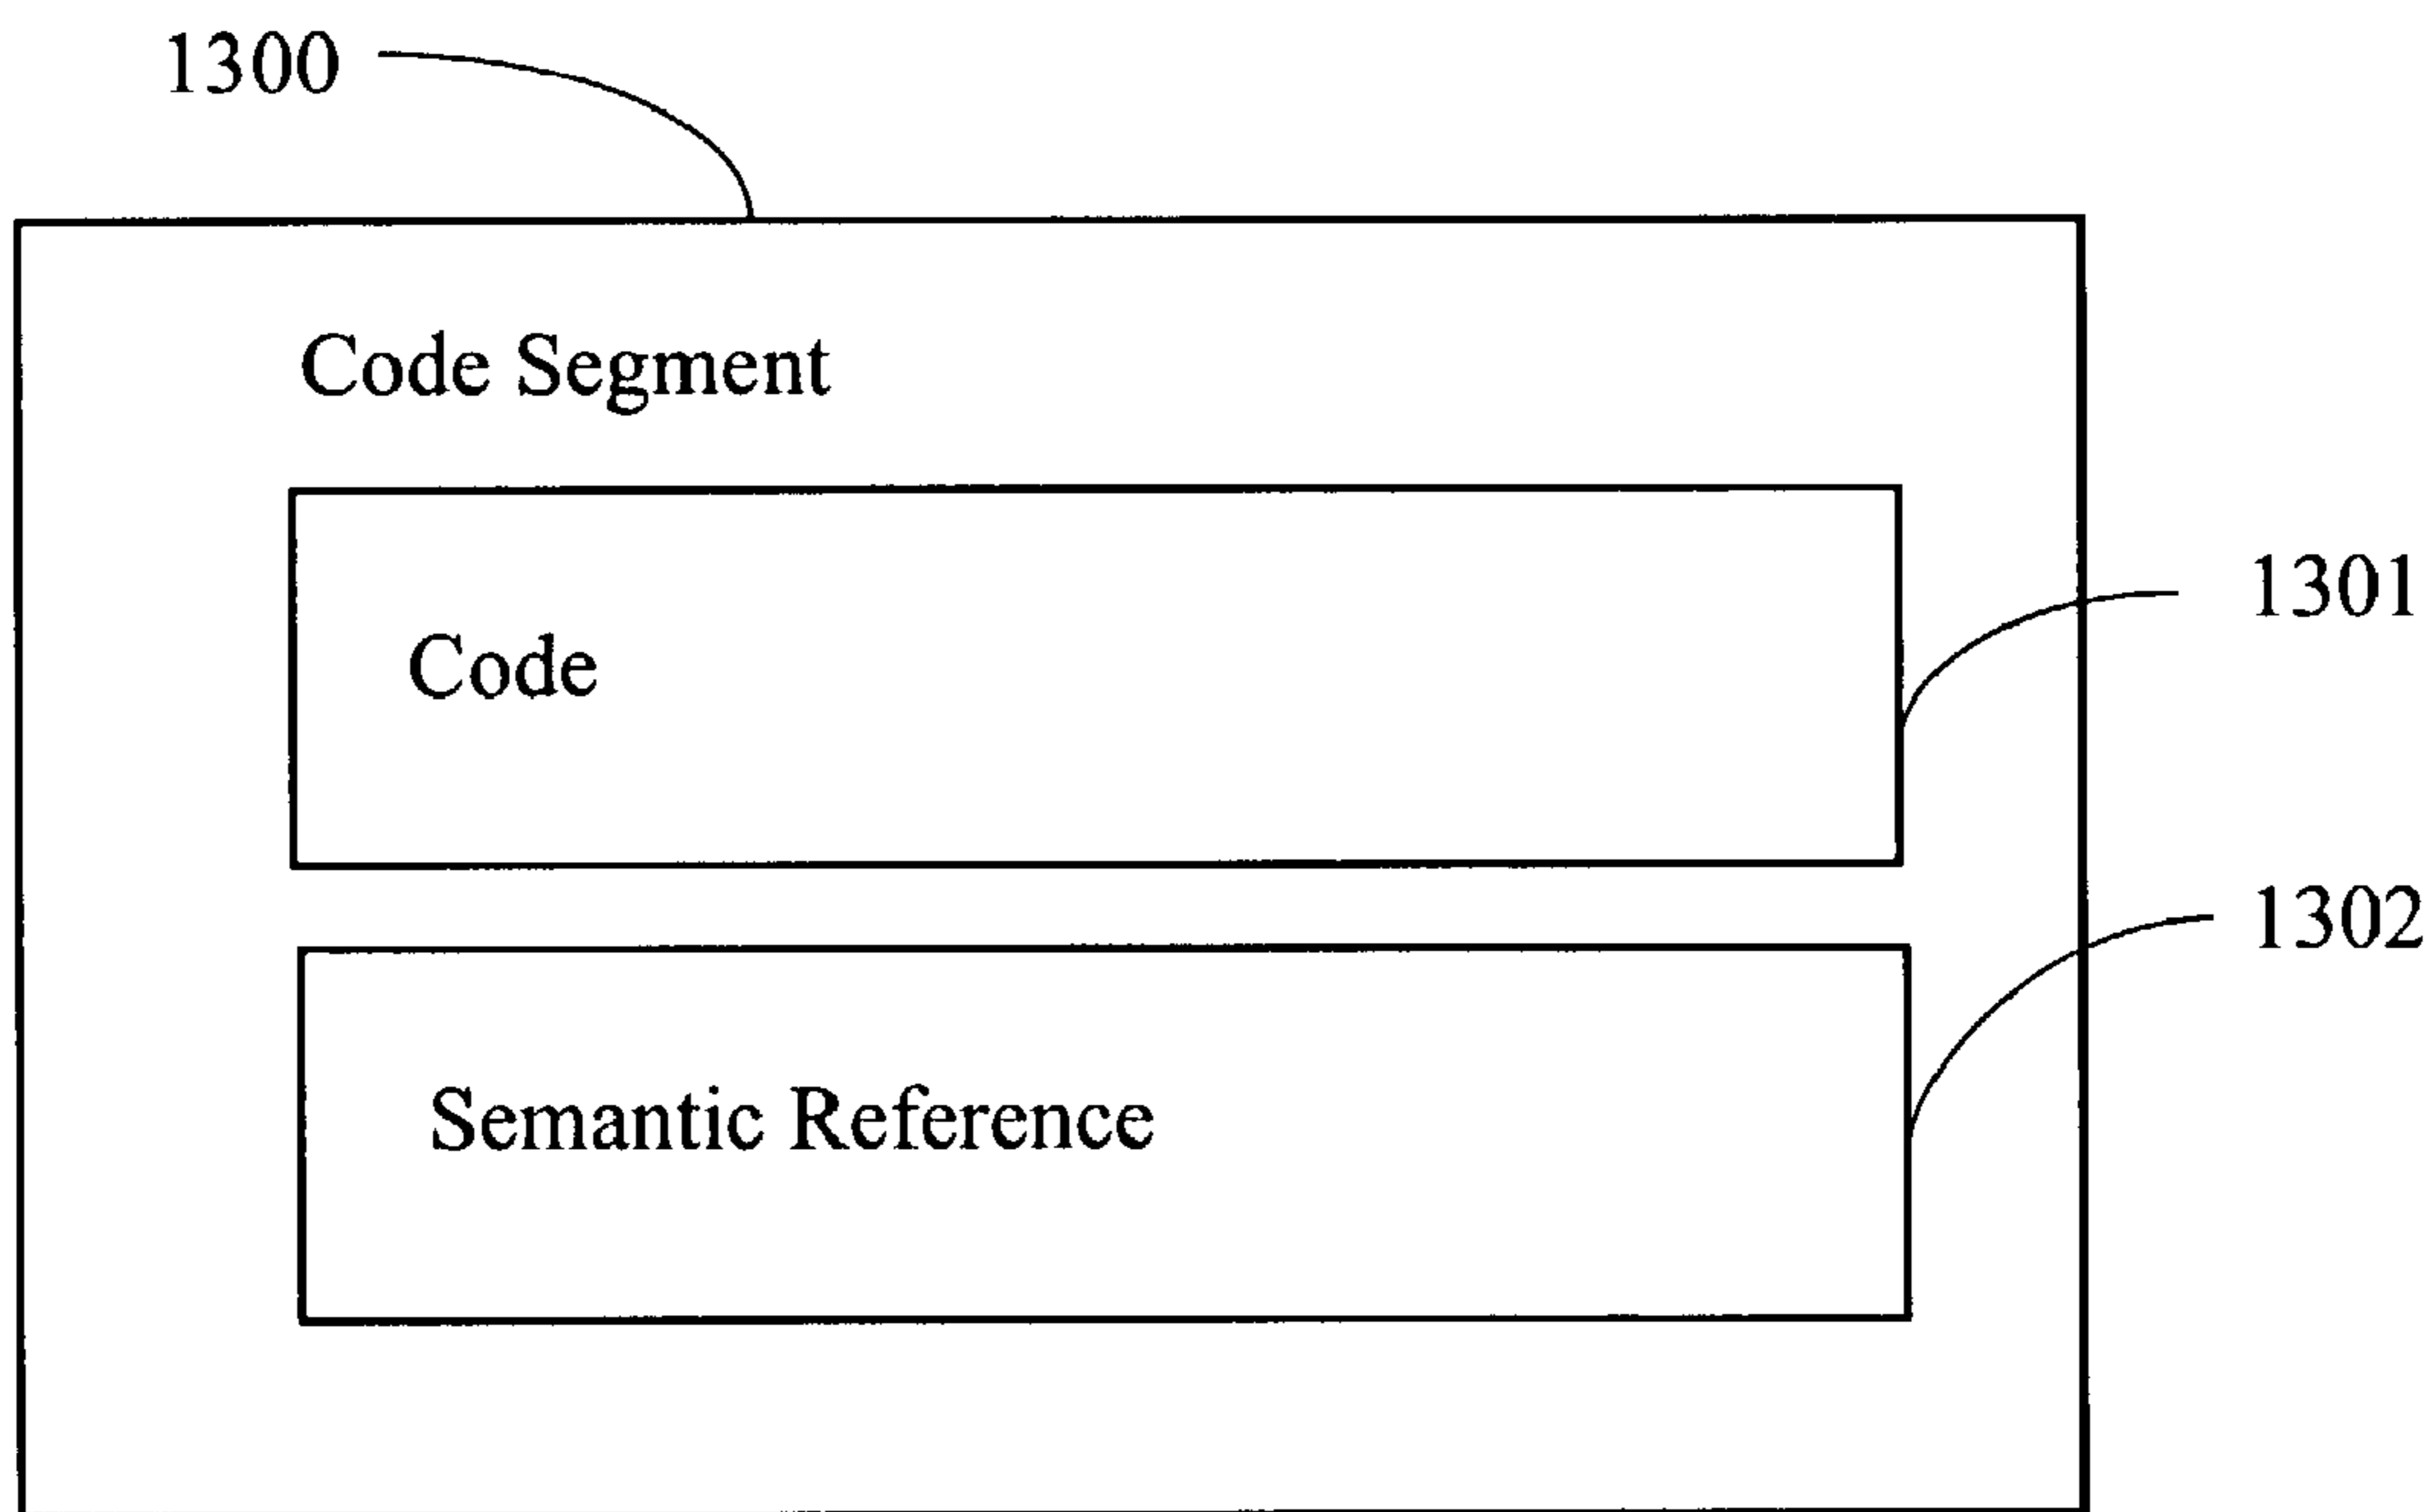 1300
Code Segment
1301
Code
1302
Semantic Reference